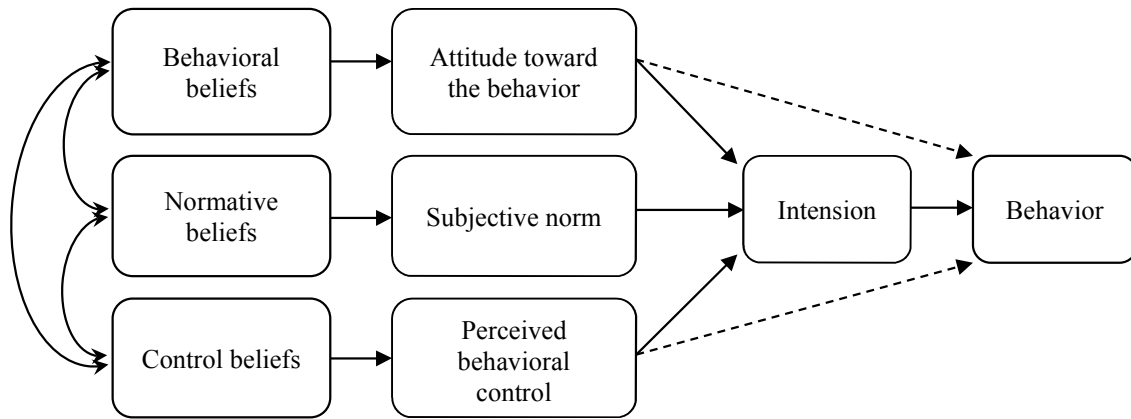 Behavioral
beliefs
Attitude toward
the behavior
Normative
beliefs
Subjective norm
Intension
Behavior
Control beliefs
Perceived
behavioral
control